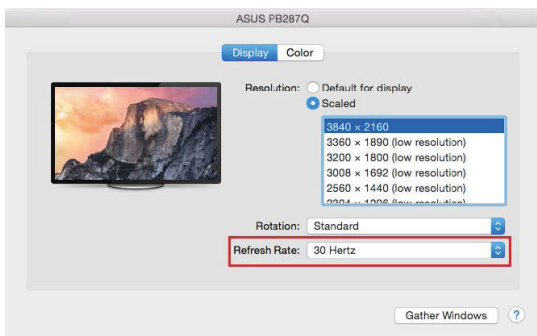 ASUS PB287Q
Display Color
Resolution: Default for display
Scaled
3840 × 2160
3360 × 1890 (low resolution)
3200 × 1800 (low resolution)
3008 × 1692 (low resolution)
2560 × 1440 (low resolution)
Rotation: Standard
Refresh Rate: 30 Hertz
Gather Windows ?